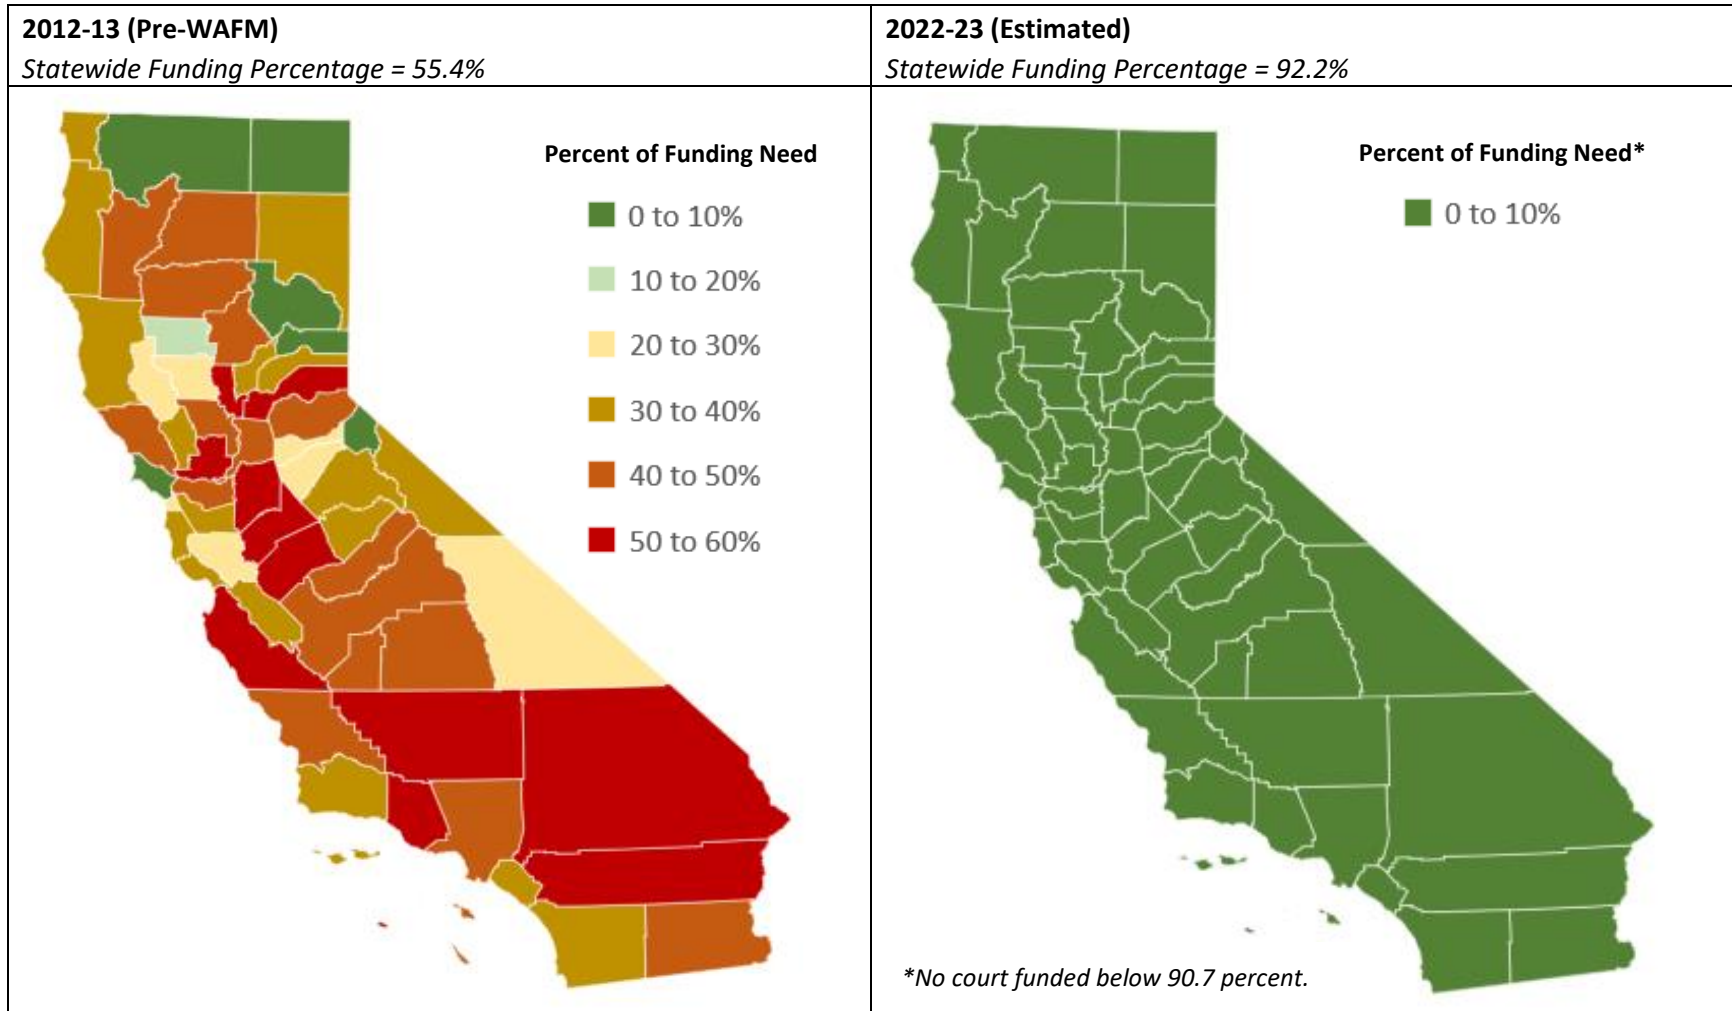 2012-13 (Pre-WAFM)
Statewide Funding Percentage = 55.4%
Percent of Funding Need
0 to 10%
10 to 20%
20 to 30%
30 to 40%
40 to 50%
50 to 60%
2022-23 (Estimated)
Statewide Funding Percentage = 92.2%
Percent of Funding Need*
0 to 10%
*No court funded below 90.7 percent.